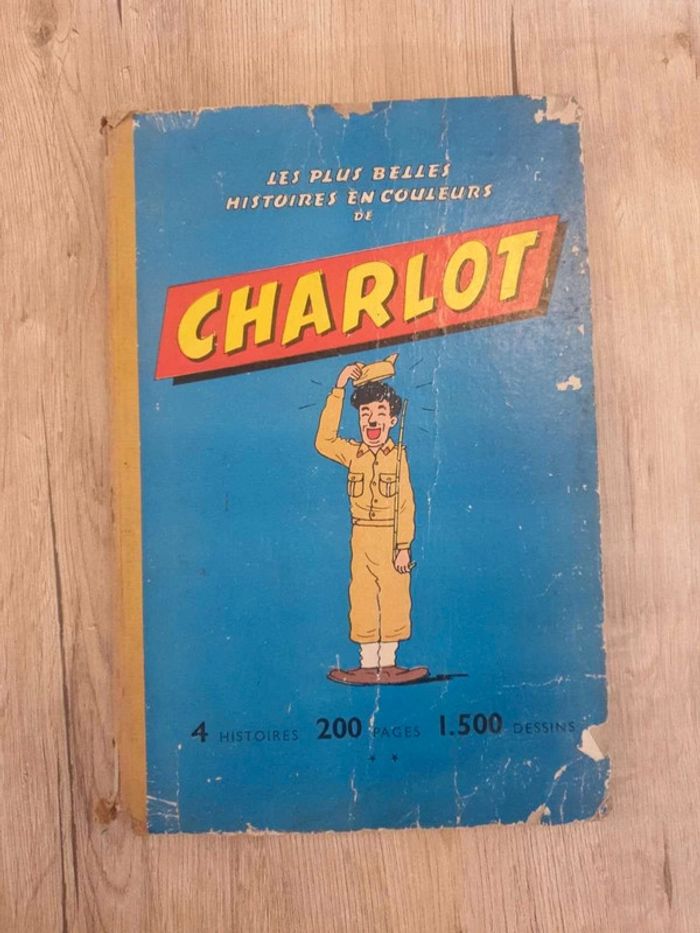 LES PLUS BELLES
HISTOIRES EN COULEURS
DE
CHARLOT
4 HISTOIRES 200 PAGES 1.500 DESSINS
* *